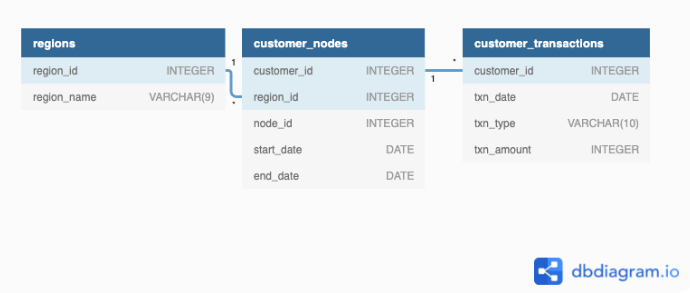 regions
region_id INTEGER
region_name VARCHAR(9)
1
*
customer_nodes
customer_id INTEGER
region_id INTEGER
node_id INTEGER
start_date DATE
end_date DATE
1
*
customer_transactions
customer_id INTEGER
txn_date DATE
txn_type VARCHAR(10)
txn_amount INTEGER
dbdiagram.io